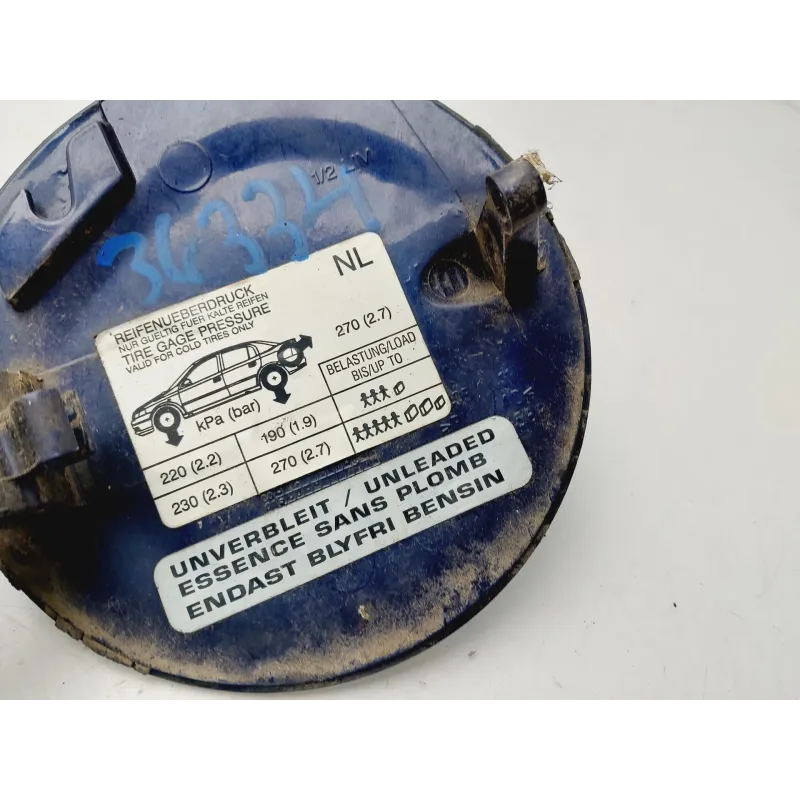 1/2
36334
NL
REIFENUEBERDRUCK
NUR GUELTIG FUER KALTE REIFEN
TIRE GAGE PRESSURE
VALID FOR COLD TIRES ONLY
270 (2.7)
BELASTUNG/LOAD
BIS/UP TO
kPa (bar)
220 (2.2) 190 (1.9)
230 (2.3) 270 (2.7)
UNVERBLEIT / UNLEADED
ESSENCE SANS PLOMB
ENDAST BLYFRI BENSIN